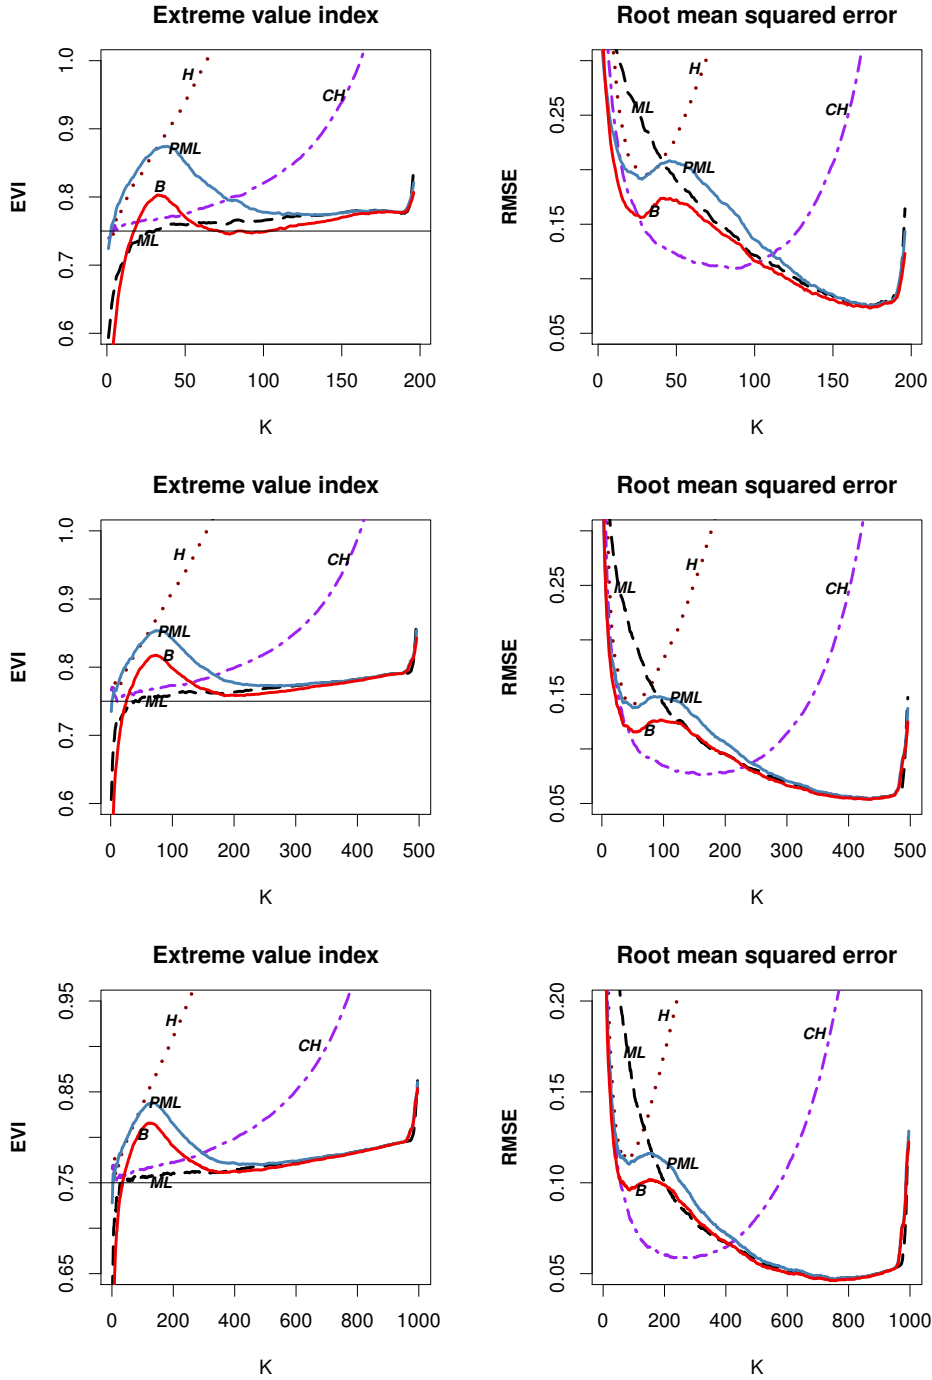 Extreme value index
Root mean squared error
EVI
0.6 0.7 0.8 0.9 1.0
H
CH
PML
B
ML
0 50 100 150 200
K
RMSE
0.05 0.15 0.25
H
ML
CH
PML
B
0 50 100 150 200
K
Extreme value index
Root mean squared error
EVI
0.6 0.7 0.8 0.9 1.0
H
CH
PML
B
ML
0 100 200 300 400 500
K
RMSE
0.05 0.15 0.25
H
ML
CH
PML
B
0 100 200 300 400 500
K
Extreme value index
Root mean squared error
EVI
0.65 0.75 0.85 0.95
H
CH
PML
B
ML
0 200 400 600 800 1000
K
RMSE
0.05 0.10 0.15 0.20
H
CH
ML
PML
B
0 200 400 600 800 1000
K